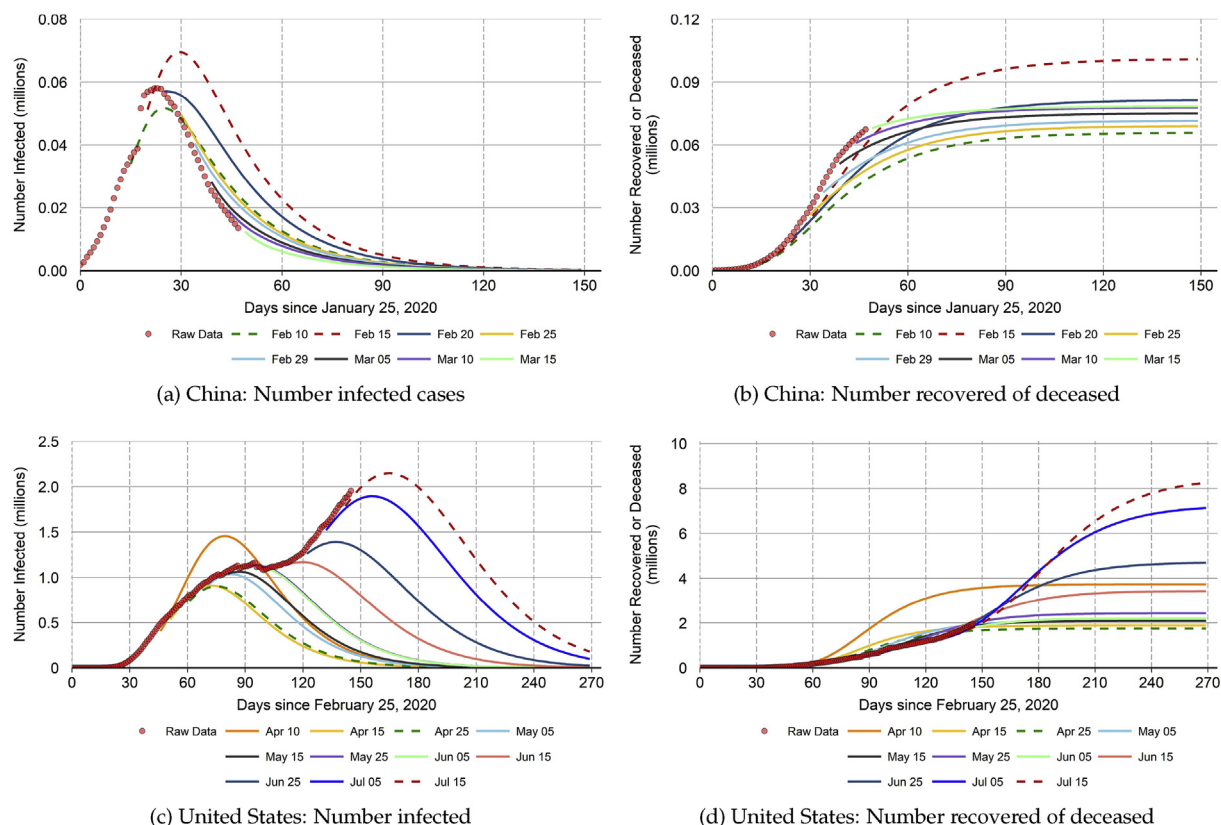 0.08
0.06
0.04
0.02
0.00
Number Infected (millions)
0 30 60 90 120 150
Days since January 25, 2020
Raw Data Feb 10 Feb 15 Feb 20 Feb 25
Feb 29 Mar 05 Mar 10 Mar 15
(a) China: Number infected cases
0.12
0.09
0.06
0.03
0.00
Number Recovered or Deceased
(millions)
0 30 60 90 120 150
Days since January 25, 2020
Raw Data Feb 10 Feb 15 Feb 20 Feb 25
Feb 29 Mar 05 Mar 10 Mar 15
(b) China: Number recovered of deceased
2.5
2.0
1.5
1.0
0.5
0
Number Infected (millions)
0 30 60 90 120 150 180 210 240 270
Days since February 25, 2020
Raw Data Apr 10 Apr 15 Apr 25 May 05
May 15 May 25 Jun 05 Jun 15
Jun 25 Jul 05 Jul 15
(c) United States: Number infected
10
8
6
4
2
0
Number Recovered or Deceased
(millions)
0 30 60 90 120 150 180 210 240 270
Days since February 25, 2020
Raw Data Apr 10 Apr 15 Apr 25 May 05
May 15 May 25 Jun 05 Jun 15
Jun 25 Jul 05 Jul 15
(d) United States: Number recovered of deceased